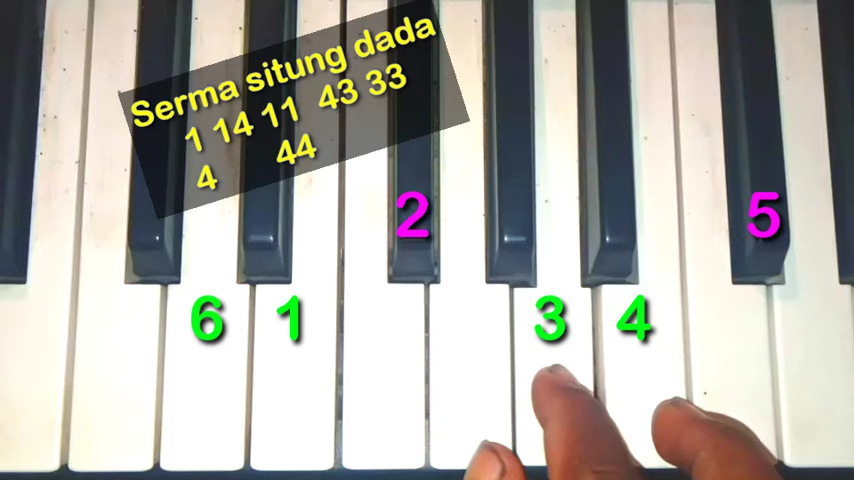 Serma situng dada
1 14 11 43 33
4 44
2 5
6 1 3 4